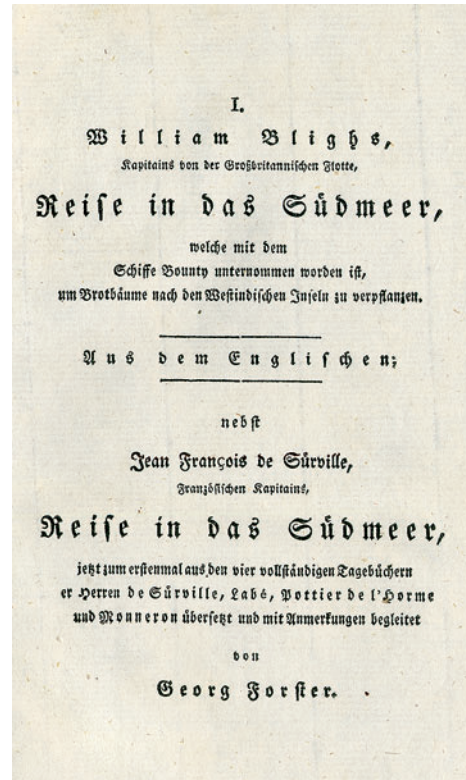 I.
William Blighs,
Kapitains von der Großbritannischen Flotte,
Reise in das Südmeer,
welche mit dem
Schiffe Bounty unternommen worden ist,
um Brotbäume nach den Westindischen Inseln zu verpflanzen.
Aus dem Englischen;
nebst
Jean François de Sürville,
Französischen Kapitains,
Reise in das Südmeer,
jetzt zum erstenmal aus den vier vollständigen Tagebüchern
er Herren de Sürville, Labé, Pottier de l'Horme
und Monneron übersetzt und mit Anmerkungen begleitet
von
Georg Forster.